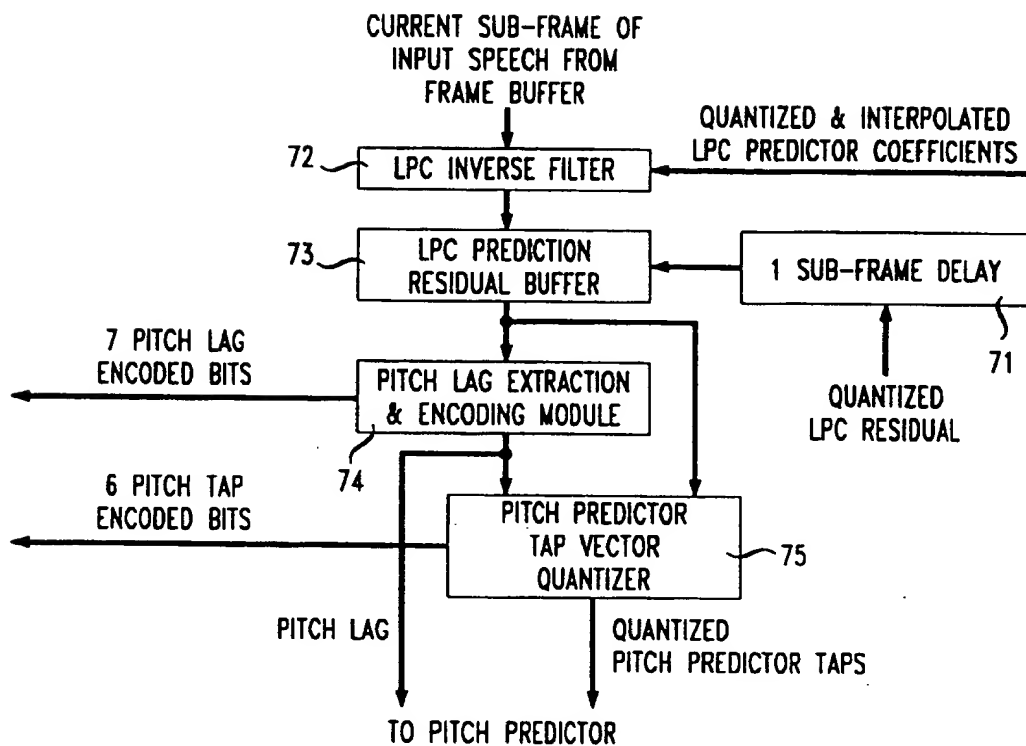 CURRENT SUB-FRAME OF
INPUT SPEECH FROM
FRAME BUFFER
QUANTIZED & INTERPOLATED
LPC PREDICTOR COEFFICIENTS
72
LPC INVERSE FILTER
73
LPC PREDICTION
RESIDUAL BUFFER
1 SUB-FRAME DELAY
71
7 PITCH LAG
ENCODED BITS
PITCH LAG EXTRACTION
& ENCODING MODULE
74
QUANTIZED
LPC RESIDUAL
6 PITCH TAP
ENCODED BITS
PITCH PREDICTOR
TAP VECTOR
QUANTIZER
75
PITCH LAG
QUANTIZED
PITCH PREDICTOR TAPS
TO PITCH PREDICTOR